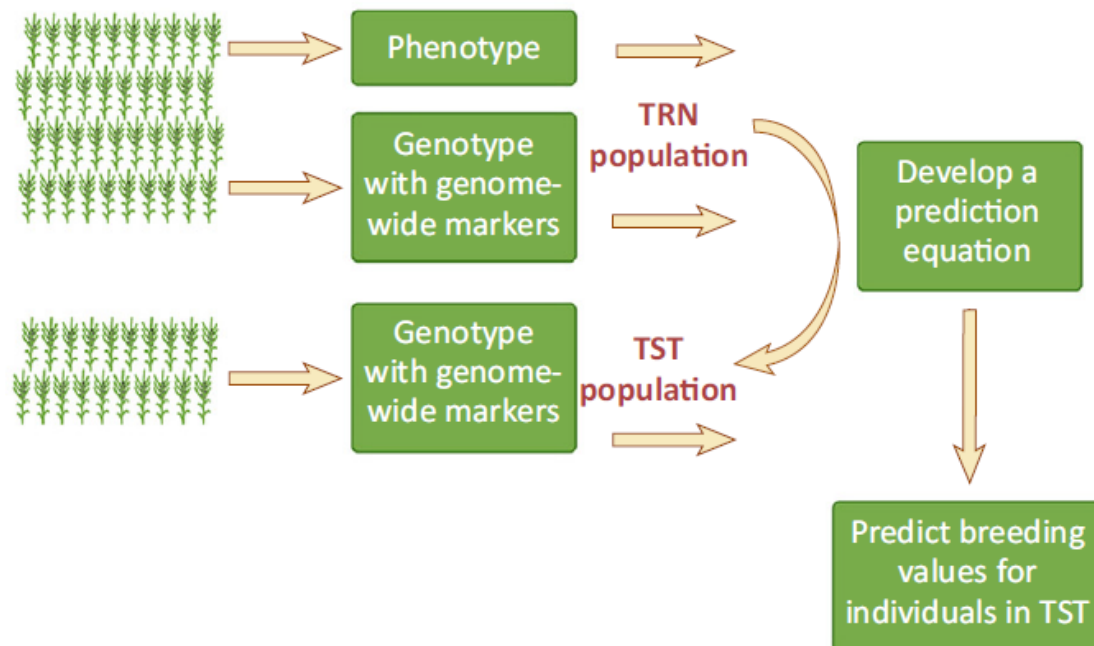 Phenotype
TRN
population
Genotype
with genome-
wide markers
Develop a
prediction
equation
Genotype
with genome-
wide markers
TST
population
Predict breeding
values for
individuals in TST